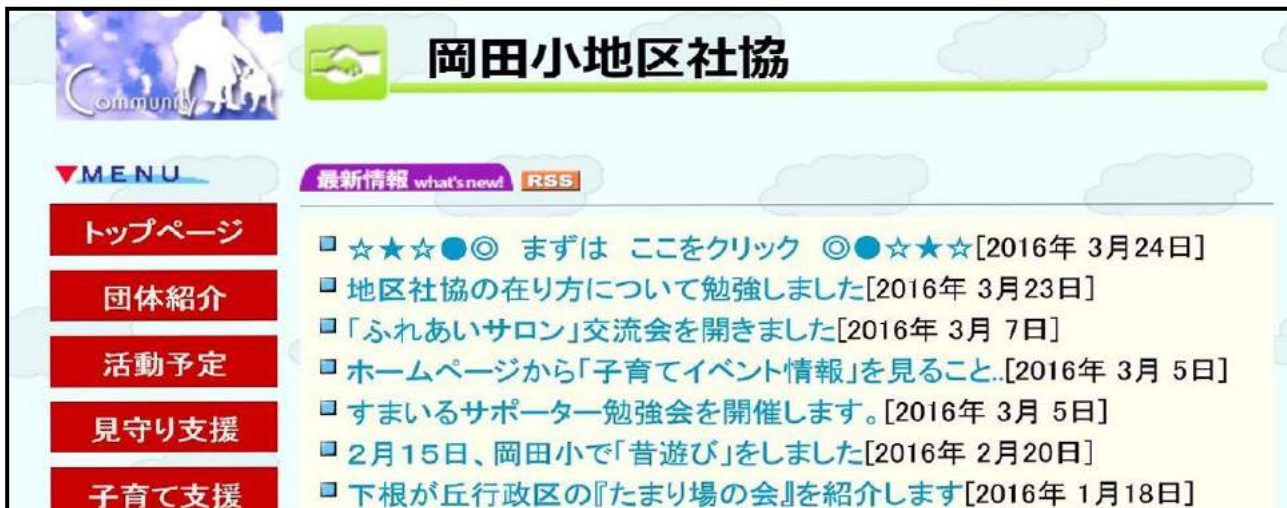 Community
岡田小地区社協
▼MENU
トップページ
団体紹介
活動予定
見守り支援
子育て支援
最新情報 what's new! RSS
☆★☆●◎ まずは ここをクリック ◎●☆★☆[2016年 3月24日]
地区社協の在り方について勉強しました[2016年 3月23日]
「ふれあいサロン」交流会を開きました[2016年 3月 7日]
ホームページから「子育てイベント情報」を見ること..[2016年 3月 5日]
すまいるサポーター勉強会を開催します。[2016年 3月 5日]
2月15日、岡田小で「昔遊び」をしました[2016年 2月20日]
下根が丘行政区の『たまり場の会』を紹介します[2016年 1月18日]